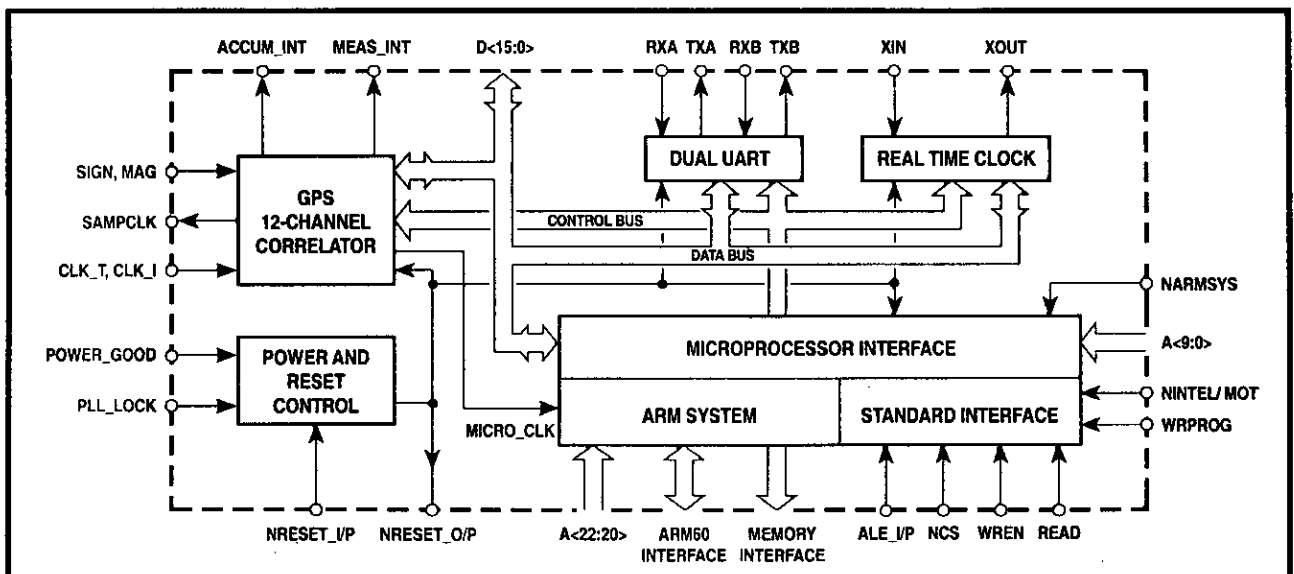 ACCUM_INT MEAS_INT D<15:0> RXA TXA RXB TXB XIN XOUT
DUAL UART
REAL TIME CLOCK
SIGN, MAG
SAMPCLK
CLK_T, CLK_I
GPS
12-CHANNEL
CORRELATOR
CONTROL BUS
DATA BUS
NARMSYS
POWER_GOOD
PLL_LOCK
POWER AND
RESET
CONTROL
MICROPROCESSOR INTERFACE
A<9:0>
ARM SYSTEM
STANDARD INTERFACE
NINTEL/ MOT
WRPROG
MICRO_CLK
NRESET_I/P NRESET_O/P A<22:20> ARM60
INTERFACE
MEMORY
INTERFACE
ALE_I/P NCS WREN READ